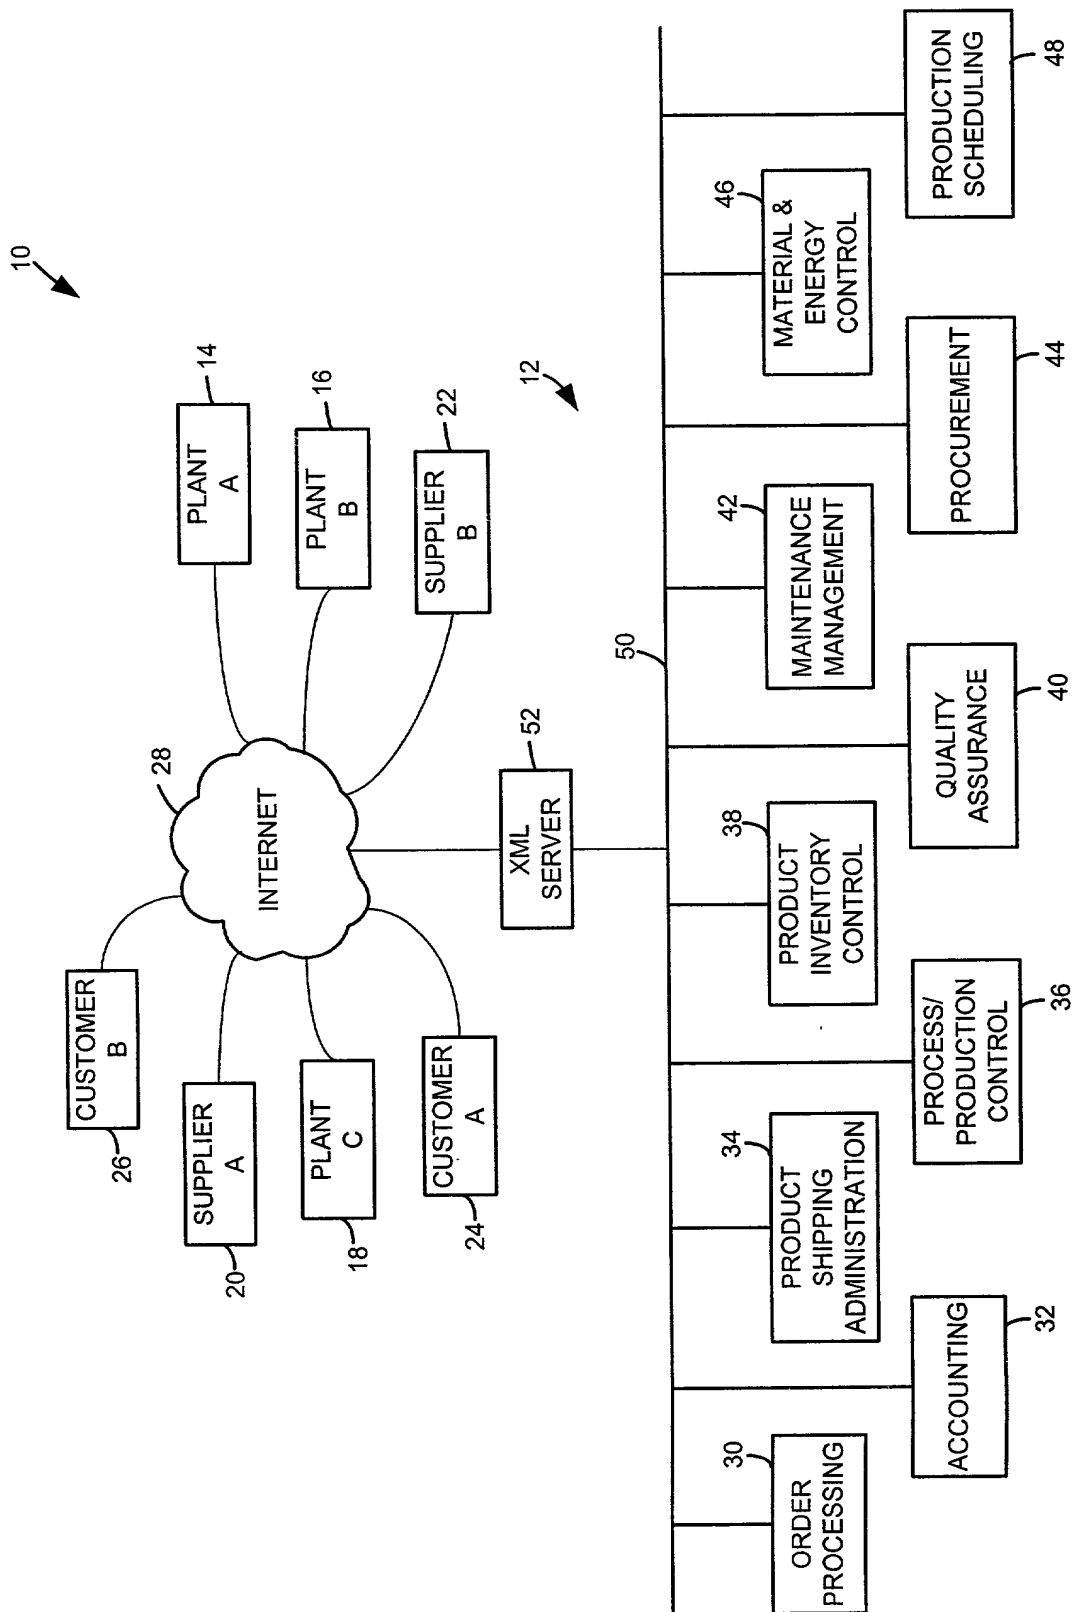 10
28
INTERNET
CUSTOMER
B
26
SUPPLIER
A
20
PLANT
C
18
CUSTOMER
A
24
PLANT
A
14
PLANT
B
16
SUPPLIER
B
22
12
XML
SERVER
52
50
ORDER
PROCESSING
30
ACCOUNTING
32
PRODUCT
SHIPPING
ADMINISTRATION
34
PROCESS/
PRODUCTION
CONTROL
36
PRODUCT
INVENTORY
CONTROL
38
QUALITY
ASSURANCE
40
MAINTENANCE
MANAGEMENT
42
PROCUREMENT
44
MATERIAL &
ENERGY
CONTROL
46
PRODUCTION
SCHEDULING
48